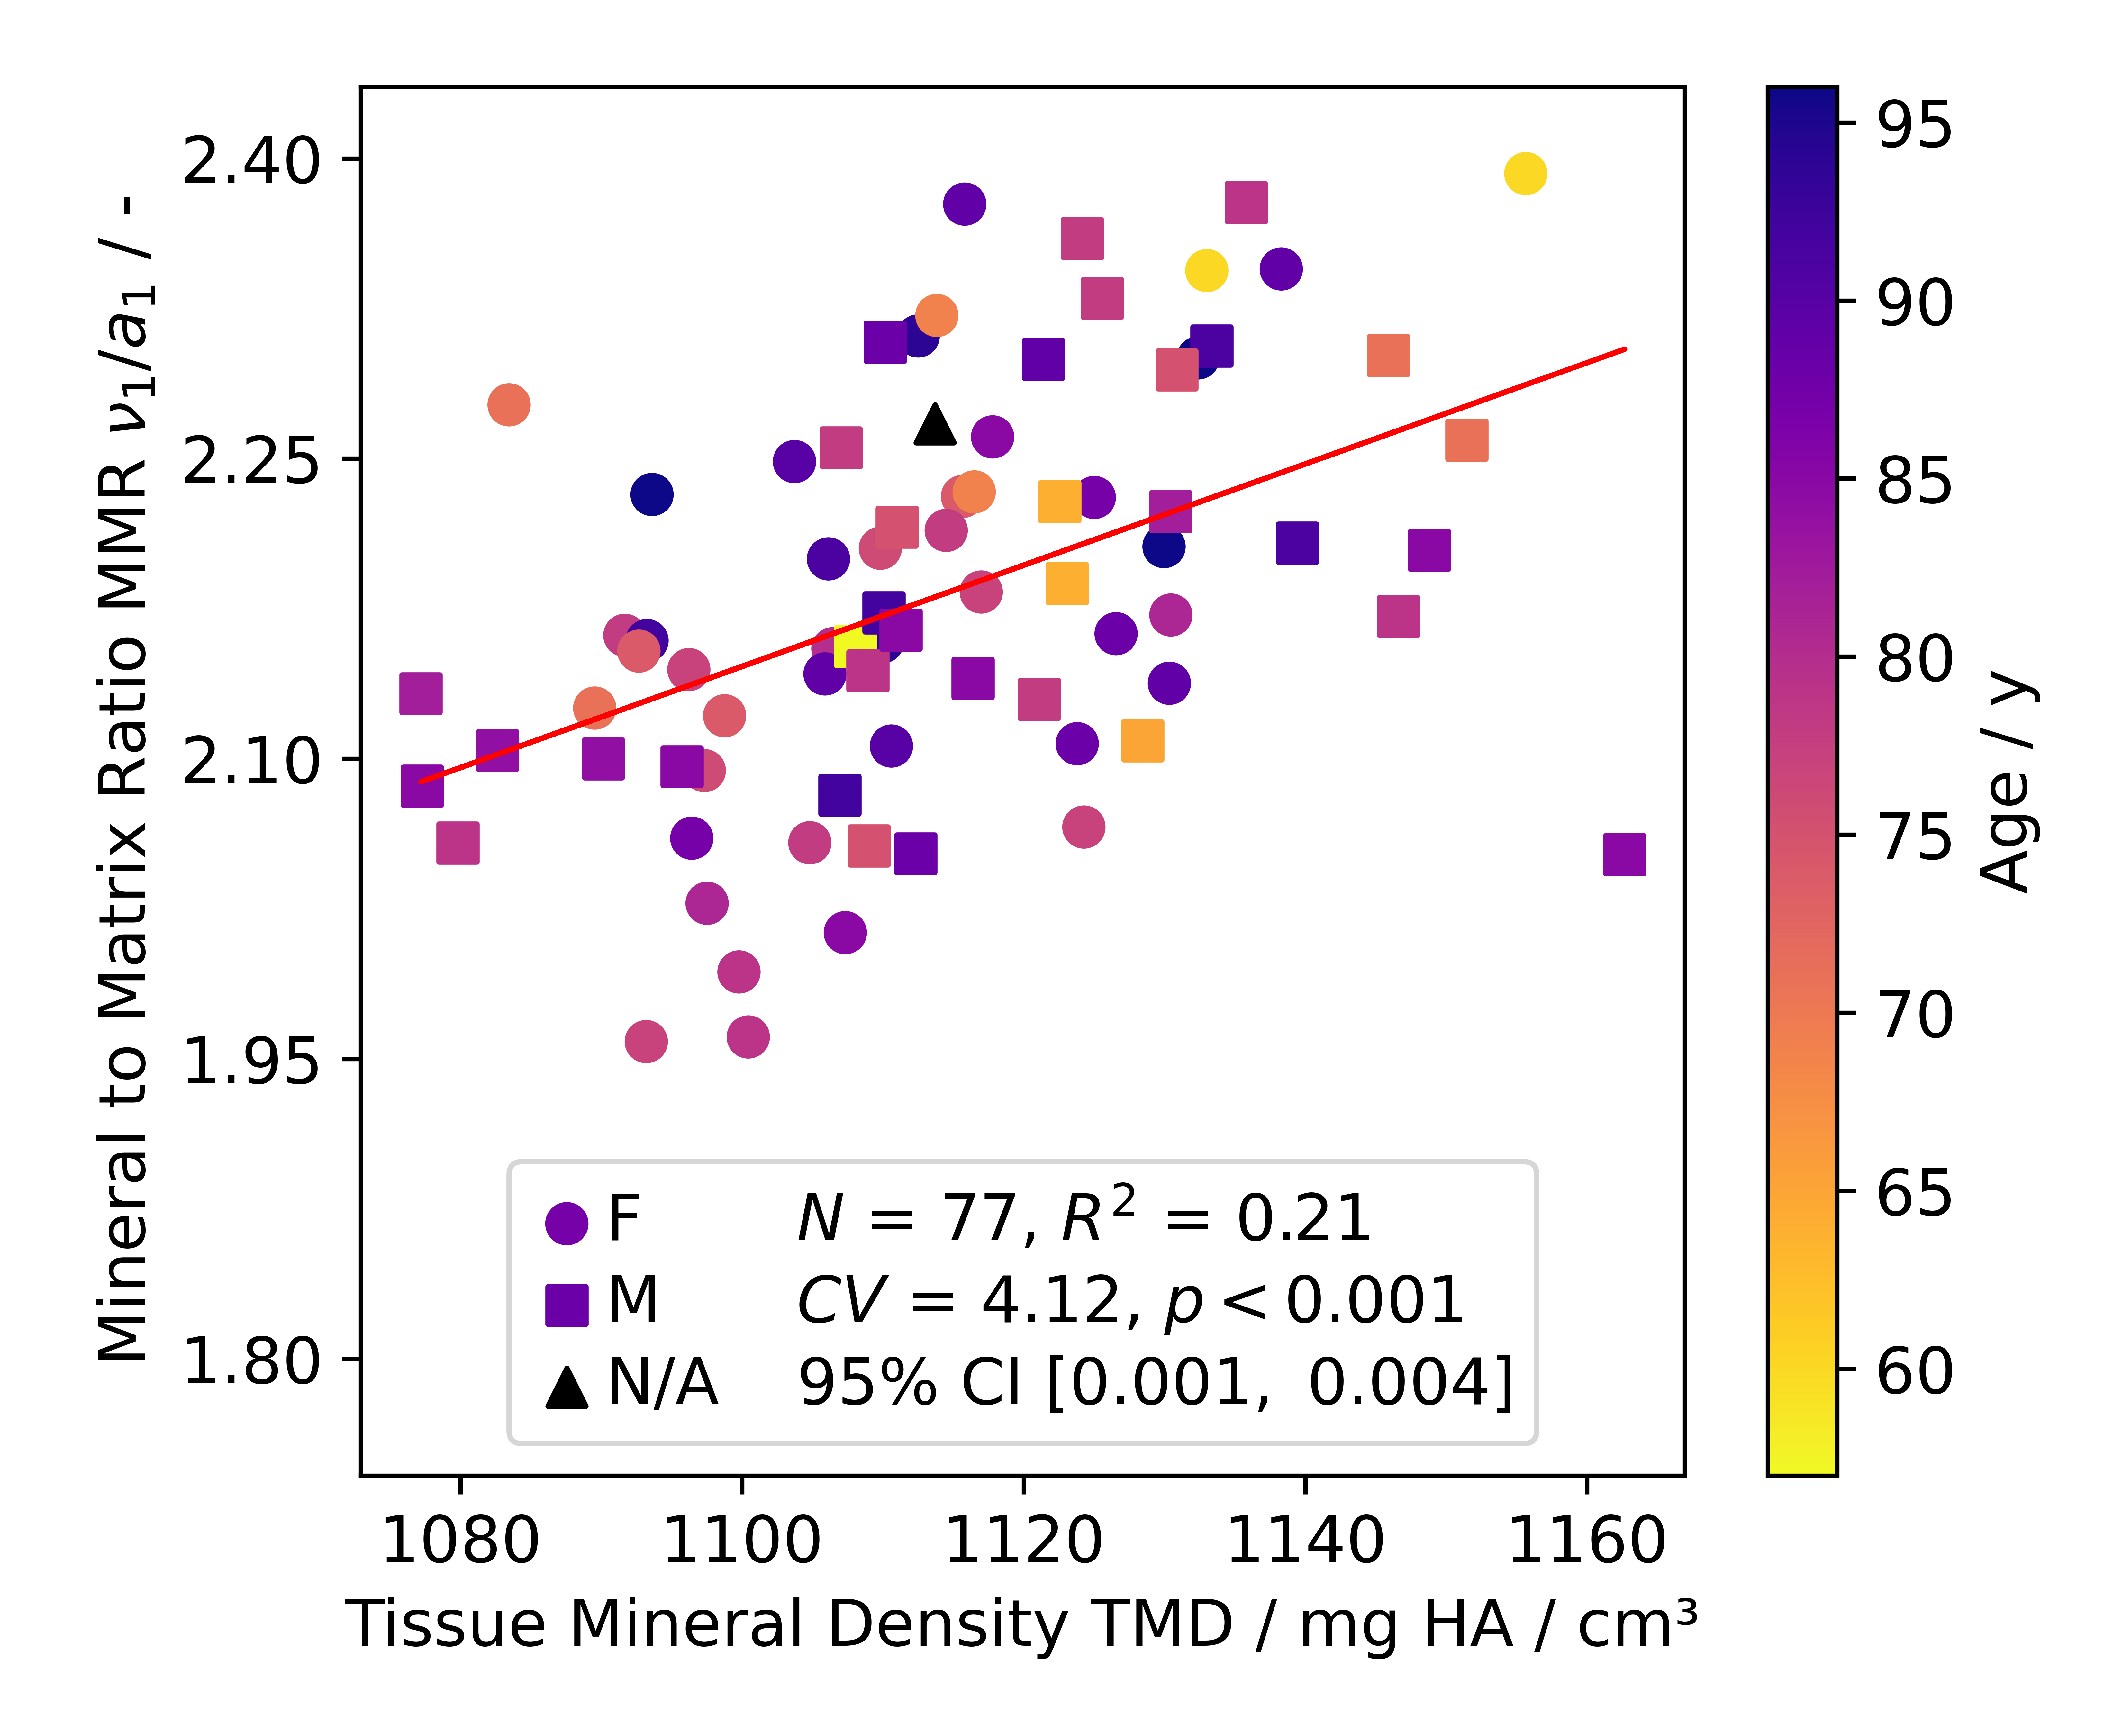 Mineral to Matrix Ratio MMR ν₁/a₁ / -
2.40
2.25
2.10
1.95
1.80
F N = 77, R² = 0.21
M CV = 4.12, p < 0.001
N/A 95% CI [0.001, 0.004]
1080 1100 1120 1140 1160
Tissue Mineral Density TMD / mg HA / cm³
95
90
85
80
75
70
65
60
Age / y